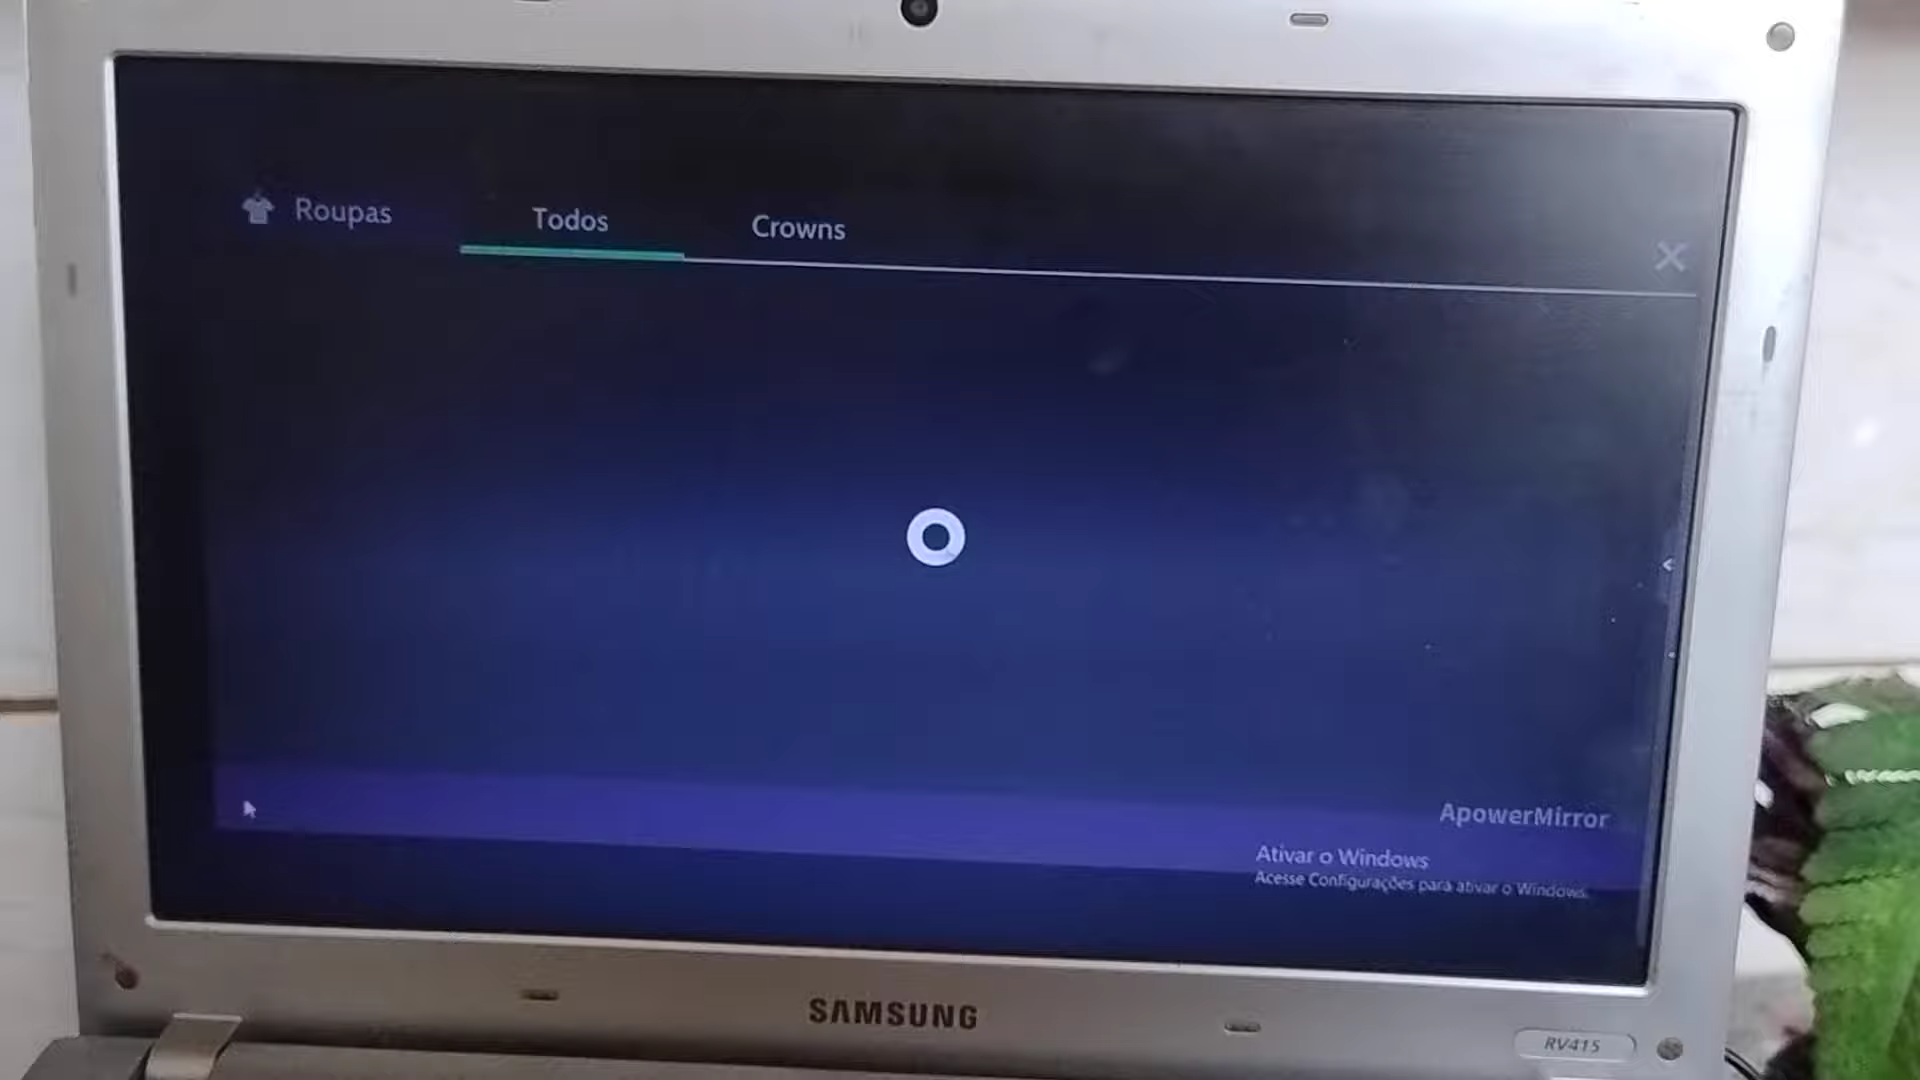 Roupas
Todos
Crowns
ApowerMirror
Ativar o Windows
Acesse Configurações para ativar o Windows.
SAMSUNG
RV415